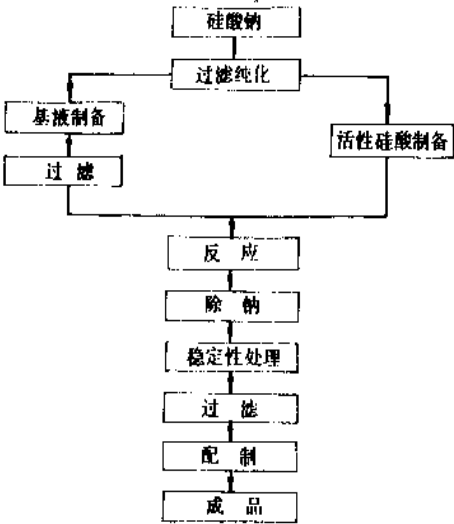 硅酸钠
过滤纯化
基液制备
活性硅酸制备
过滤
反应
除钠
稳定性处理
过滤
配制
成品